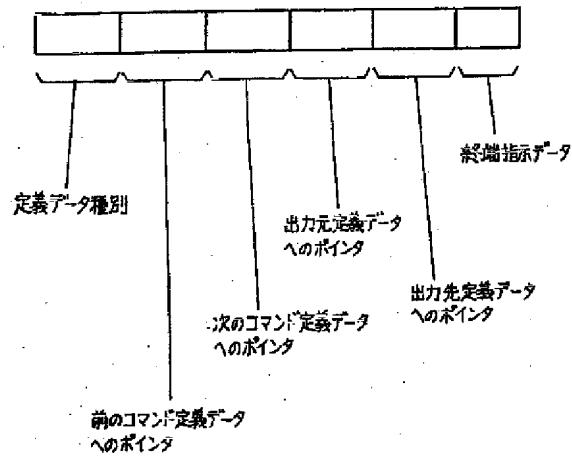 終端指示データ
定義データ種別
出力元定義データ
へのポインタ
出力先定義データ
へのポインタ
次のコマンド定義データ
へのポインタ
前のコマンド定義データ
へのポインタ